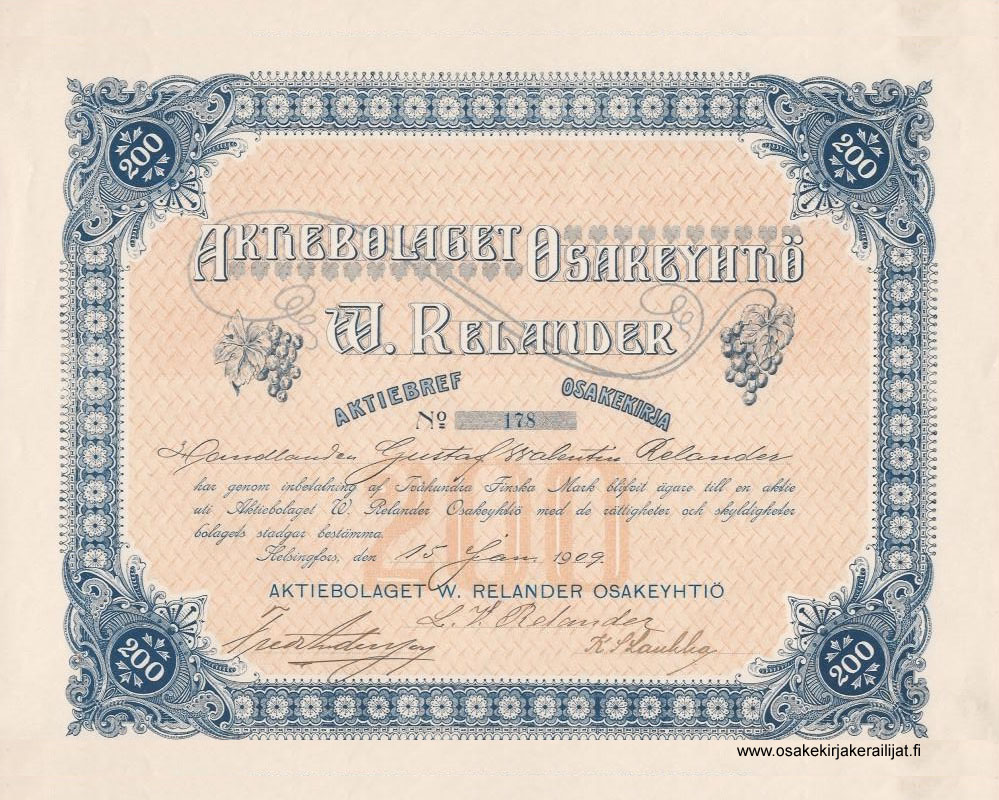 200
200
AKTIEBOLAGET OSAKEYHTIÖ
W. RELANDER
AKTIEBREF OSAKEKIRJA
No 178
Handlanden Gustaf Walentin Relander
har genom inbetalning af Tvåhundra Finska Mark blifvit ägare till en aktie
uti Aktiebolaget W. Relander Osakeyhtiö med de rättigheter och skyldigheter
bolagets stadgar bestämma.
200
Helsingfors, den 15 Jan. 1909.
AKTIEBOLAGET W. RELANDER OSAKEYHTIÖ
Relander
200
200
www.osakekirjakerailijat.fi